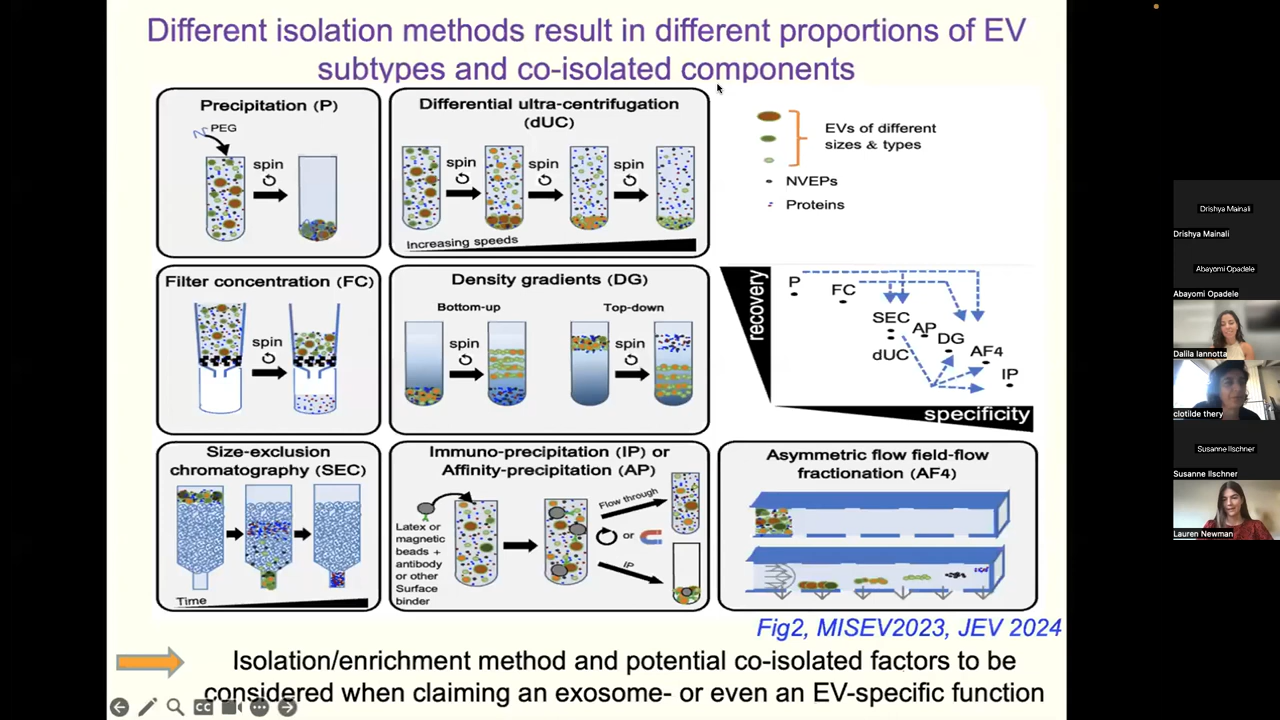 Different isolation methods result in different proportions of EV
subtypes and co-isolated components
Precipitation (P)
PEG
spin
Differential ultra-centrifugation
(dUC)
spin
spin
spin
Increasing speeds
EVs of different
sizes & types
NVEPs
Proteins
Filter concentration (FC)
spin
Density gradients (DG)
Bottom-up
Top-down
spin
spin
recovery
P
FC
SEC
AP
dUC
DG
AF4
IP
specificity
Size-exclusion
chromatography (SEC)
Time
Immuno-precipitation (IP) or
Affinity-precipitation (AP)
Latex or
magnetic
beads +
antibody
or other
Surface
binder
Flow through
or
IP
Asymmetric flow field-flow
fractionation (AF4)
Fig2, MISEV2023, JEV 2024
Isolation/enrichment method and potential co-isolated factors to be
considered when claiming an exosome- or even an EV-specific function
CC
Drishya Mainali
Drishya Mainali
Abayomi Opadele
Abayomi Opadele
Dalila Iannotta
clotilde thery
Susanne Ilschner
Susanne Ilschner
Lauren Newman